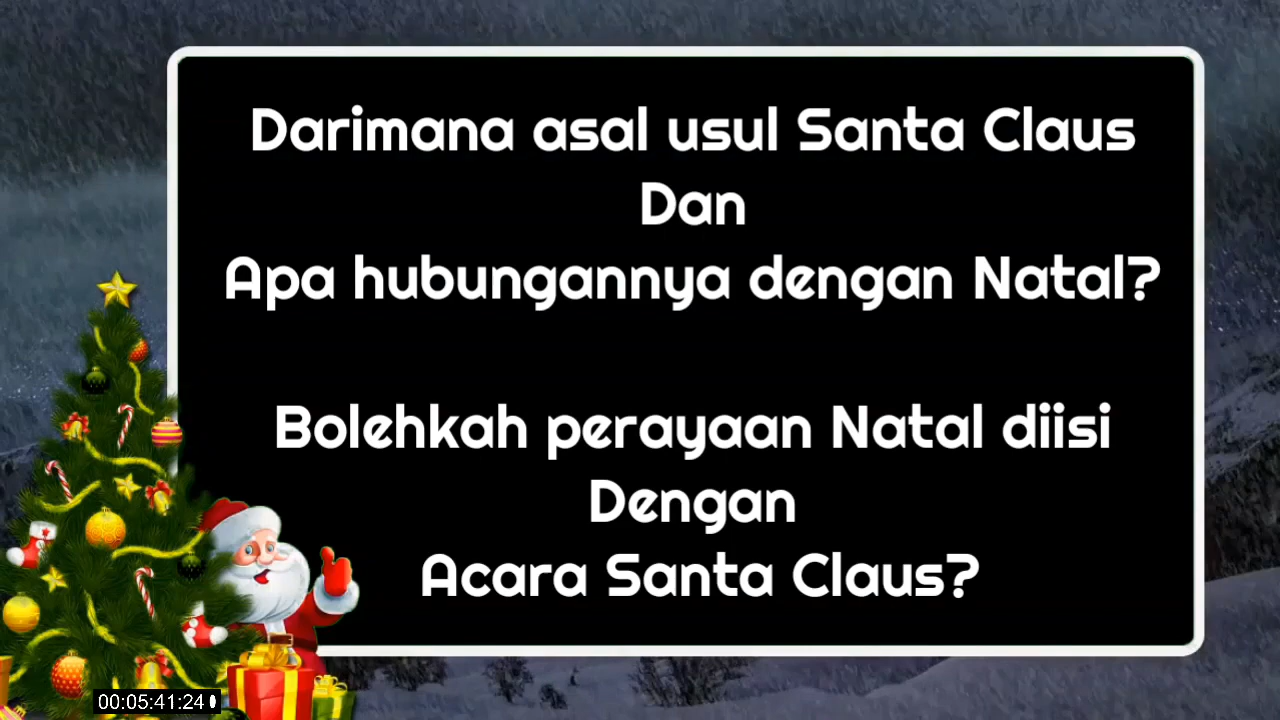 Darimana asal usul Santa Claus
Dan
Apa hubungannya dengan Natal?
Bolehkah perayaan Natal diisi
Dengan
Acara Santa Claus?
00:05:41:24